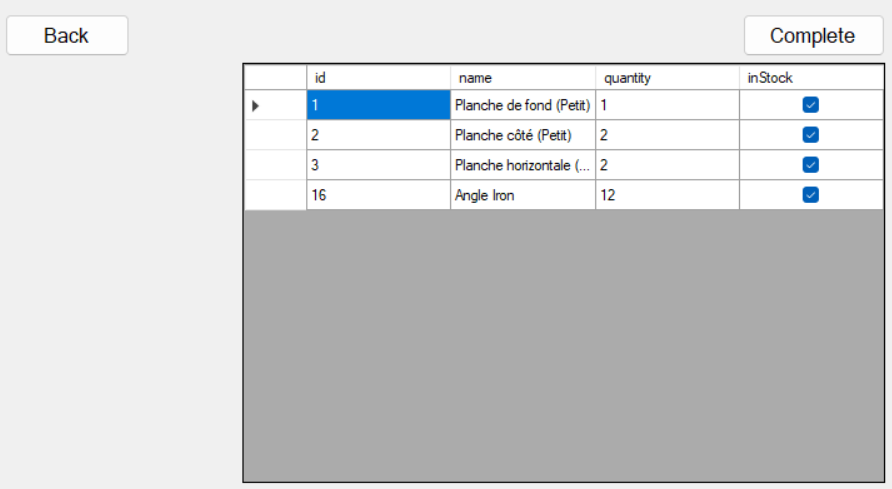 Back
Complete
id name quantity inStock
1 Planche de fond (Petit) 1
2 Planche côté (Petit) 2
3 Planche horizontale (... 2
16 Angle Iron 12